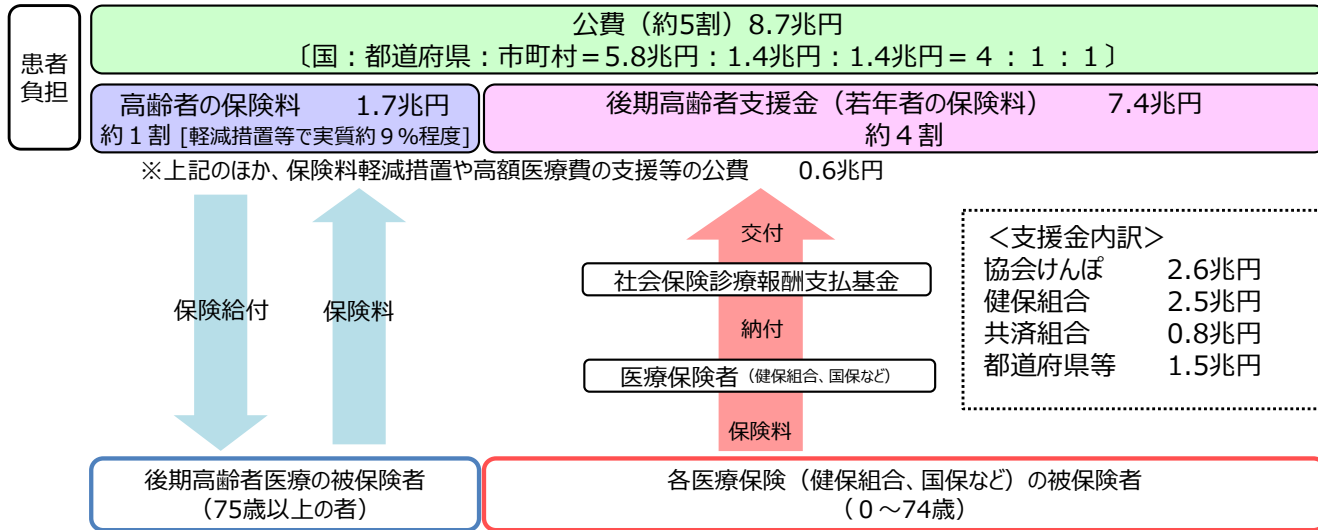 患者
負担
公費（約5割）8.7兆円
〔国：都道府県：市町村＝5.8兆円：1.4兆円：1.4兆円＝４：１：１〕
高齢者の保険料　1.7兆円
約１割 [軽減措置等で実質約９％程度]
後期高齢者支援金（若年者の保険料）　7.4兆円
約４割
※上記のほか、保険料軽減措置や高額医療費の支援等の公費　0.6兆円
保険給付
保険料
交付
社会保険診療報酬支払基金
納付
医療保険者（健保組合、国保など）
保険料
＜支援金内訳＞
協会けんぽ　2.6兆円
健保組合　2.5兆円
共済組合　0.8兆円
都道府県等　1.5兆円
後期高齢者医療の被保険者
（75歳以上の者）
各医療保険（健保組合、国保など）の被保険者
（０～74歳）